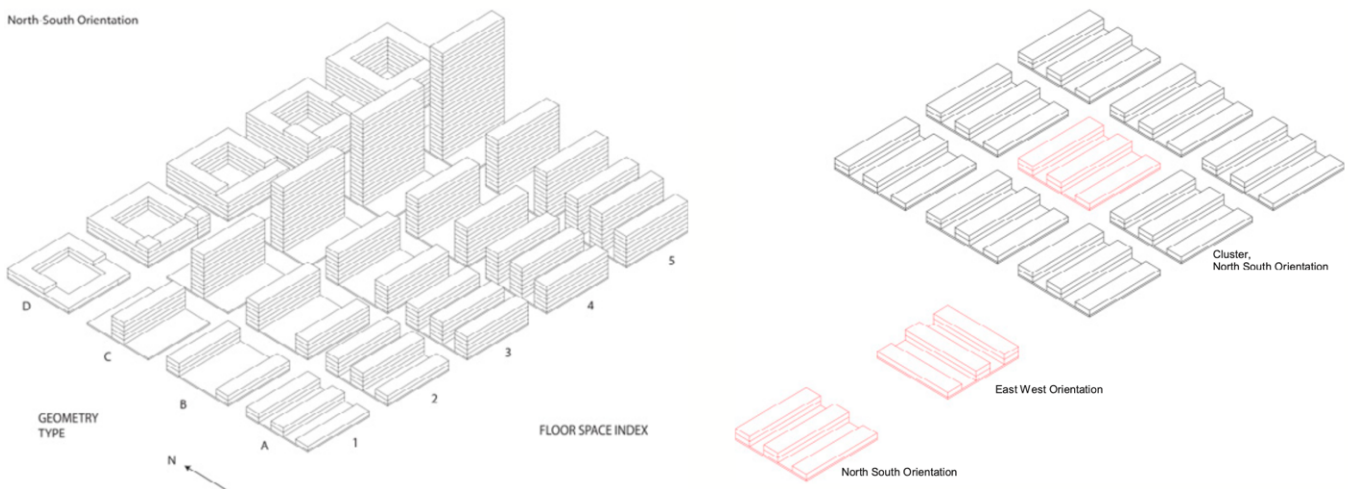 North-South Orientation
D
C
B
A
1
2
3
4
5
GEOMETRY
TYPE
FLOOR SPACE INDEX
N
Cluster,
North South Orientation
East West Orientation
North South Orientation